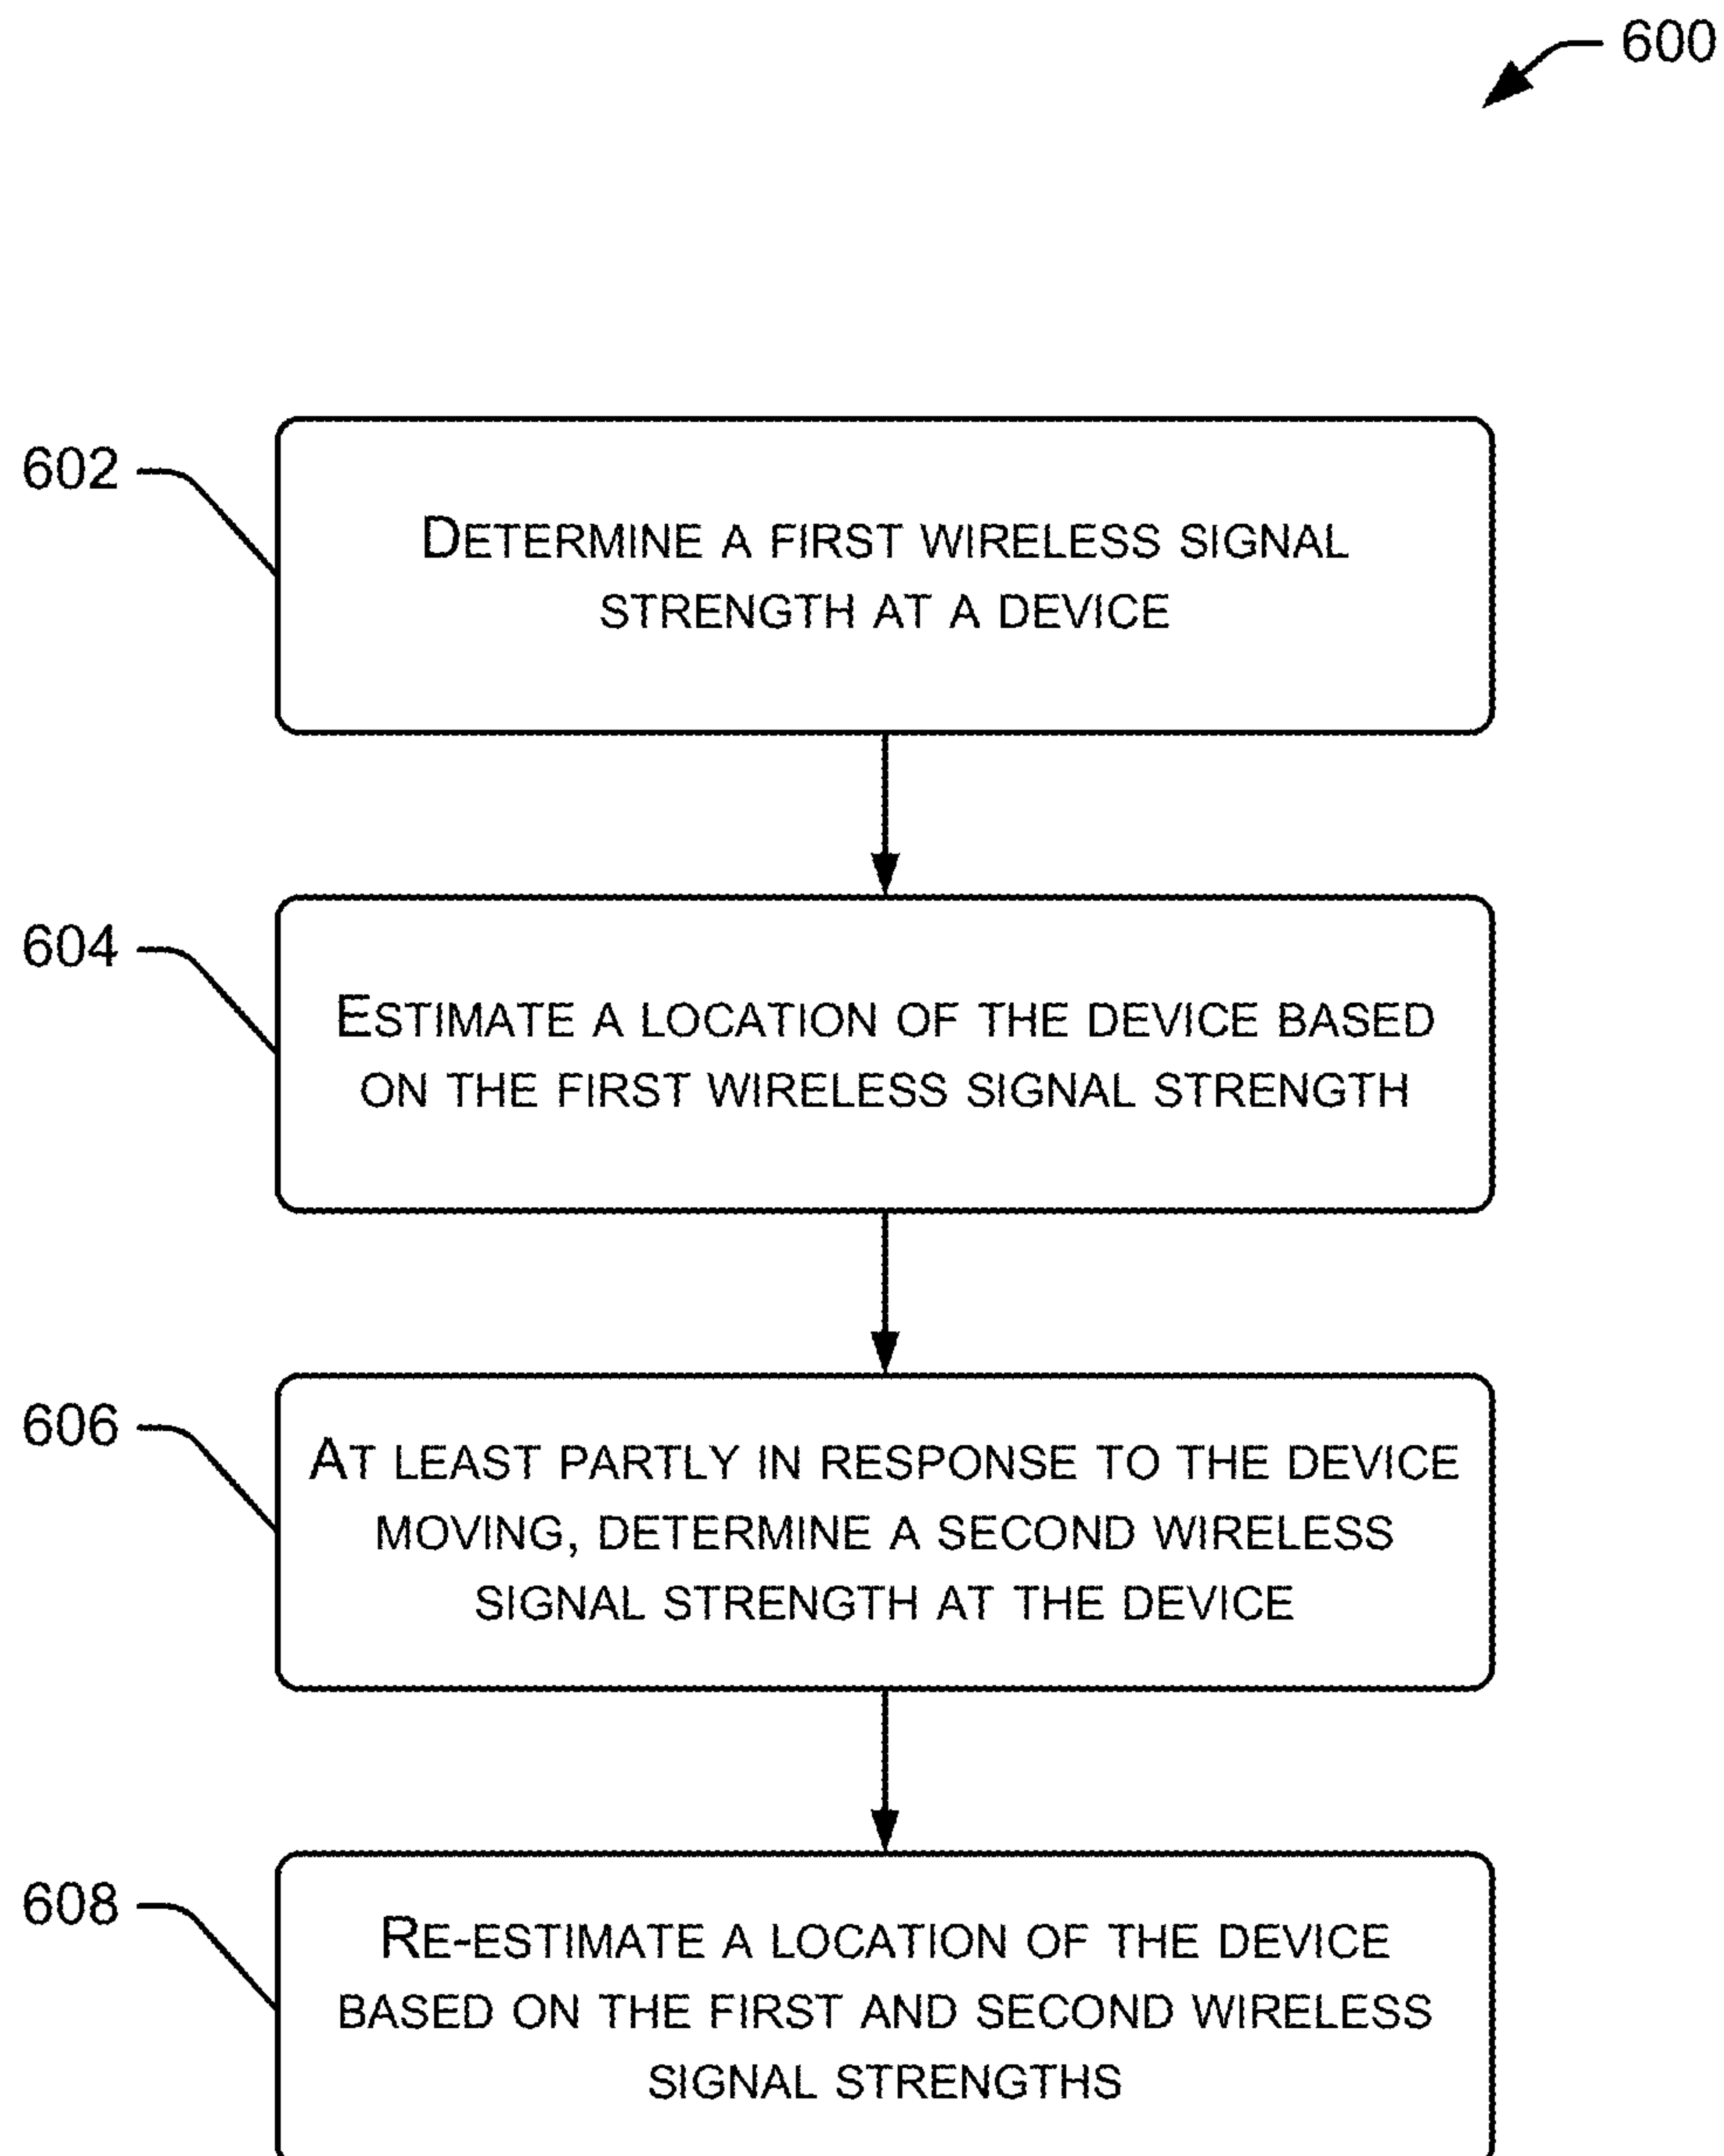 600
602
DETERMINE A FIRST WIRELESS SIGNAL
STRENGTH AT A DEVICE
604
ESTIMATE A LOCATION OF THE DEVICE BASED
ON THE FIRST WIRELESS SIGNAL STRENGTH
606
AT LEAST PARTLY IN RESPONSE TO THE DEVICE
MOVING, DETERMINE A SECOND WIRELESS
SIGNAL STRENGTH AT THE DEVICE
608
RE-ESTIMATE A LOCATION OF THE DEVICE
BASED ON THE FIRST AND SECOND WIRELESS
SIGNAL STRENGTHS